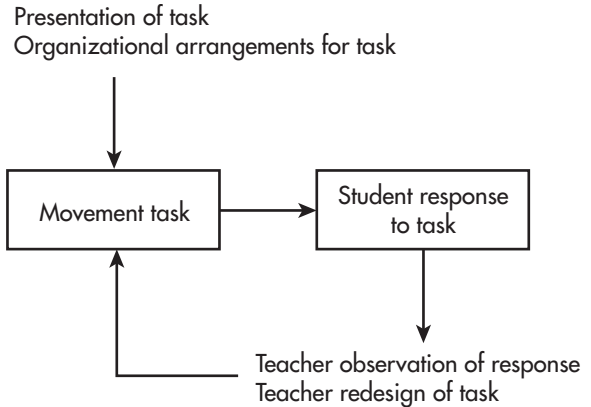 Presentation of task
Organizational arrangements for task
Movement task
Student response
to task
Teacher observation of response
Teacher redesign of task